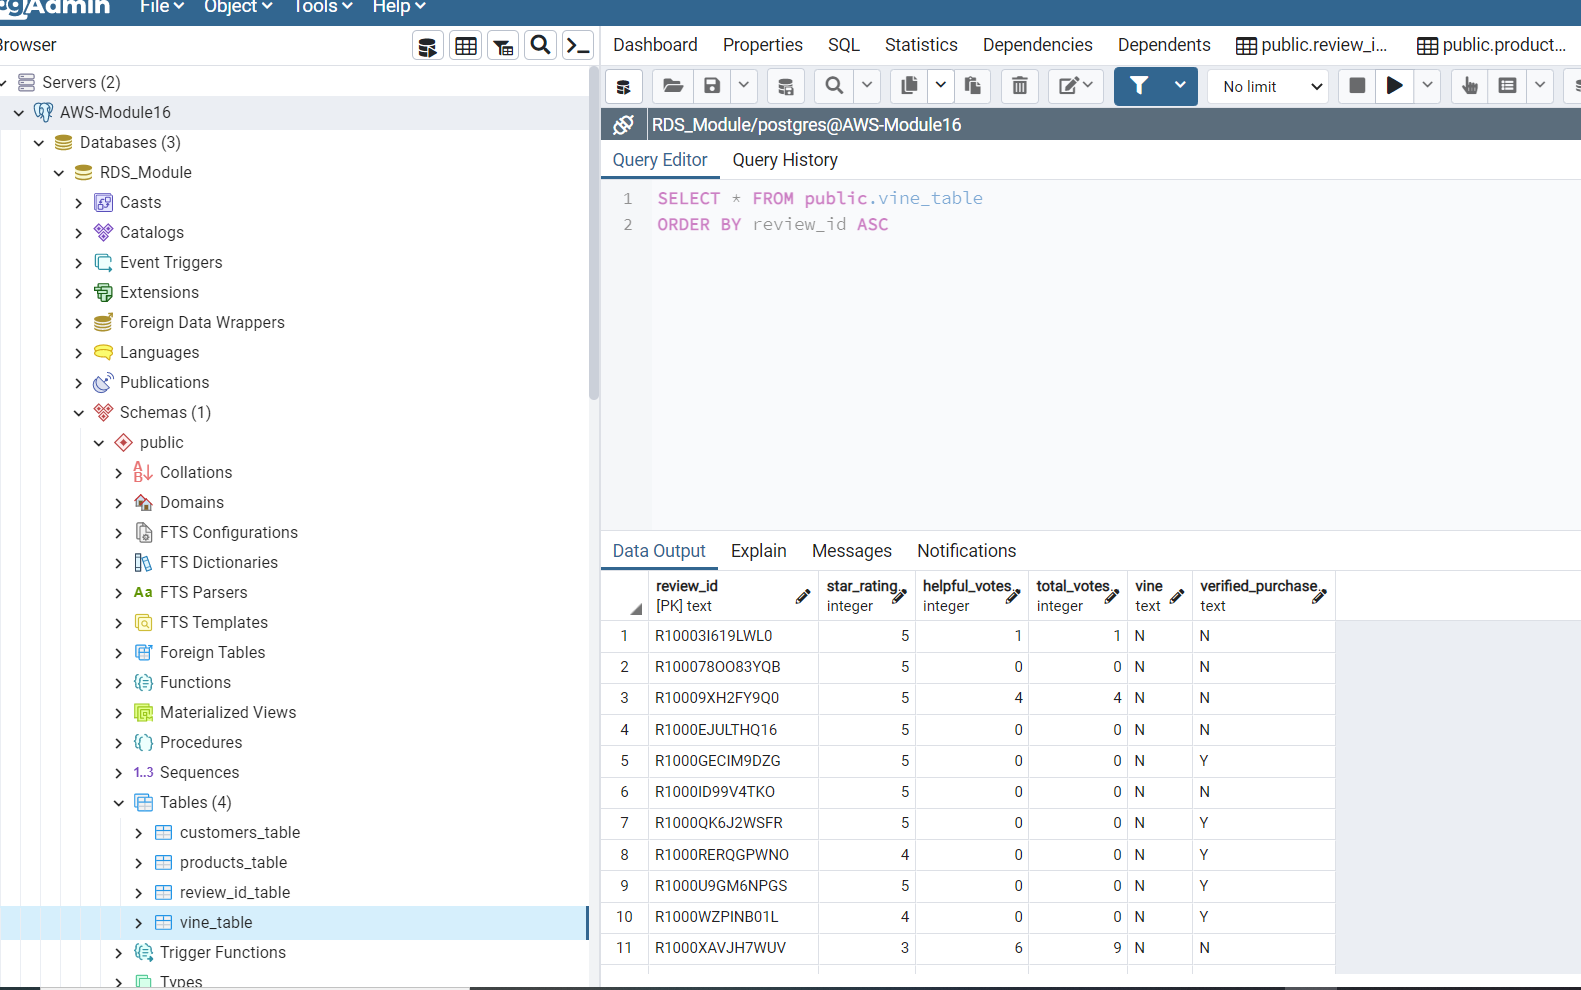 pgAdmin File Object Tools Help
Browser
Dashboard Properties SQL Statistics Dependencies Dependents public.review_i... public.product...
Servers (2)
No limit
AWS-Module16
RDS_Module/postgres@AWS-Module16
Databases (3)
Query Editor Query History
RDS_Module
1 SELECT * FROM public.vine_table
2 ORDER BY review_id ASC
Casts
Catalogs
Event Triggers
Extensions
Foreign Data Wrappers
Languages
Publications
Schemas (1)
public
Collations
Domains
FTS Configurations
FTS Dictionaries
Aa FTS Parsers
FTS Templates
Foreign Tables
Functions
Materialized Views
Procedures
1..3 Sequences
Tables (4)
customers_table
products_table
review_id_table
vine_table
Trigger Functions
Types
Data Output Explain Messages Notifications
review_id star_rating helpful_votes total_votes vine verified_purchase
[PK] text integer integer integer text text
1 R10003I619LWL0 5 1 1 N N
2 R100078OO83YQB 5 0 0 N N
3 R10009XH2FY9Q0 5 4 4 N N
4 R1000EJULTHQ16 5 0 0 N N
5 R1000GECIM9DZG 5 0 0 N Y
6 R1000ID99V4TKO 5 0 0 N N
7 R1000QK6J2WSFR 5 0 0 N Y
8 R1000RERQGPWNO 4 0 0 N Y
9 R1000U9GM6NPGS 5 0 0 N Y
10 R1000WZPINB01L 4 0 0 N Y
11 R1000XAVJH7WUV 3 6 9 N N